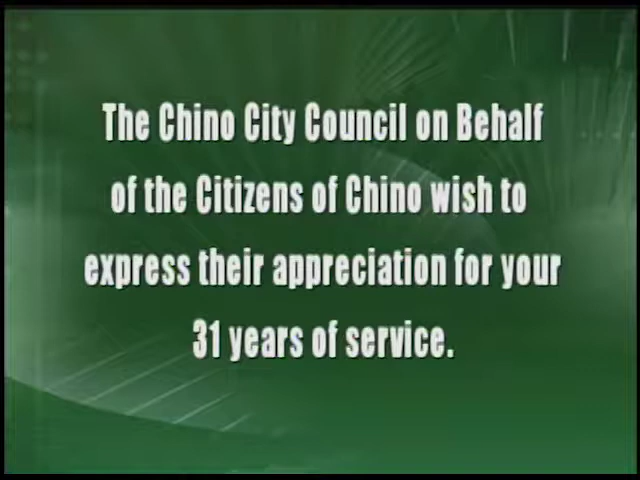 The Chino City Council on Behalf
of the Citizens of Chino wish to
express their appreciation for your
31 years of service.